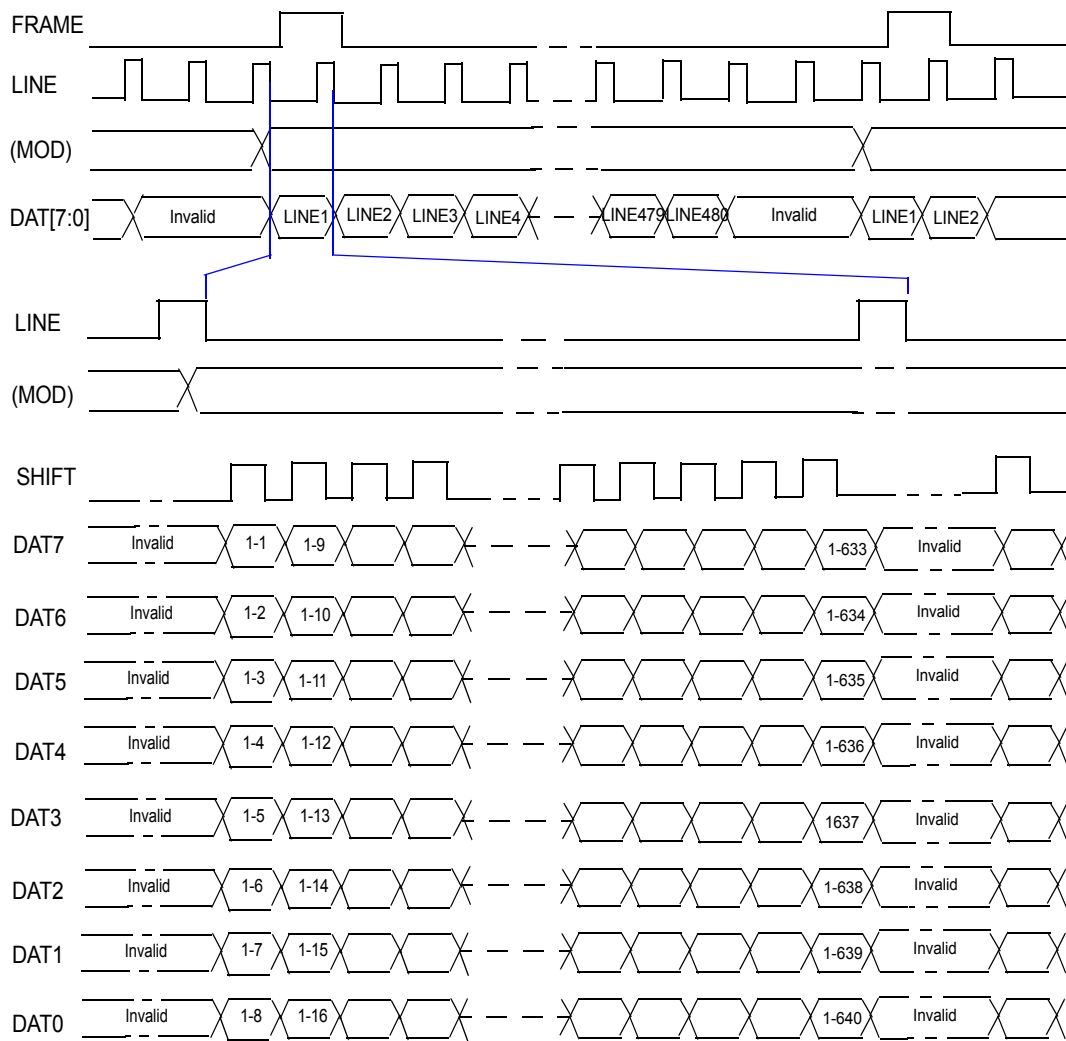 FRAME
LINE
(MOD)
DAT[7:0] Invalid LINE1 LINE2 LINE3 LINE4 LINE479 LINE480 Invalid LINE1 LINE2
LINE
(MOD)
SHIFT
DAT7 Invalid 1-1 1-9 1-633 Invalid
DAT6 Invalid 1-2 1-10 1-634 Invalid
DAT5 Invalid 1-3 1-11 1-635 Invalid
DAT4 Invalid 1-4 1-12 1-636 Invalid
DAT3 Invalid 1-5 1-13 1637 Invalid
DAT2 Invalid 1-6 1-14 1-638 Invalid
DAT1 Invalid 1-7 1-15 1-639 Invalid
DAT0 Invalid 1-8 1-16 1-640 Invalid